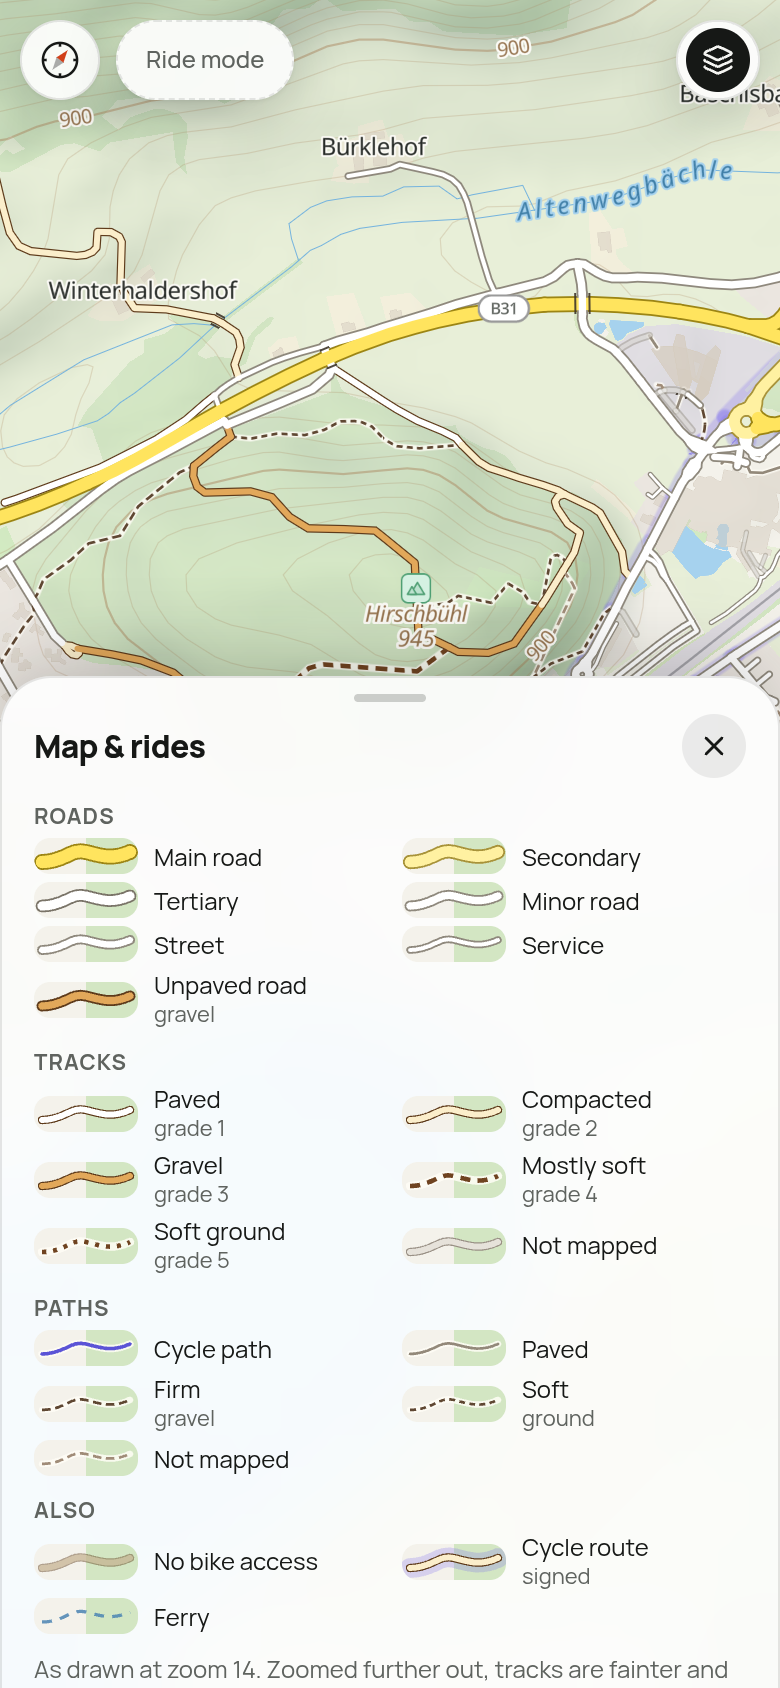 Ride mode
900
900
Bürklehof
Altenwegbächle
Winterhaldershof
B31
Hirschbühl
945
900
Map & rides
ROADS
Main road
Secondary
Tertiary
Minor road
Street
Service
Unpaved road
gravel
TRACKS
Paved
grade 1
Compacted
grade 2
Gravel
grade 3
Mostly soft
grade 4
Soft ground
grade 5
Not mapped
PATHS
Cycle path
Paved
Firm
gravel
Soft
ground
Not mapped
ALSO
No bike access
Cycle route
signed
Ferry
As drawn at zoom 14. Zoomed further out, tracks are fainter and